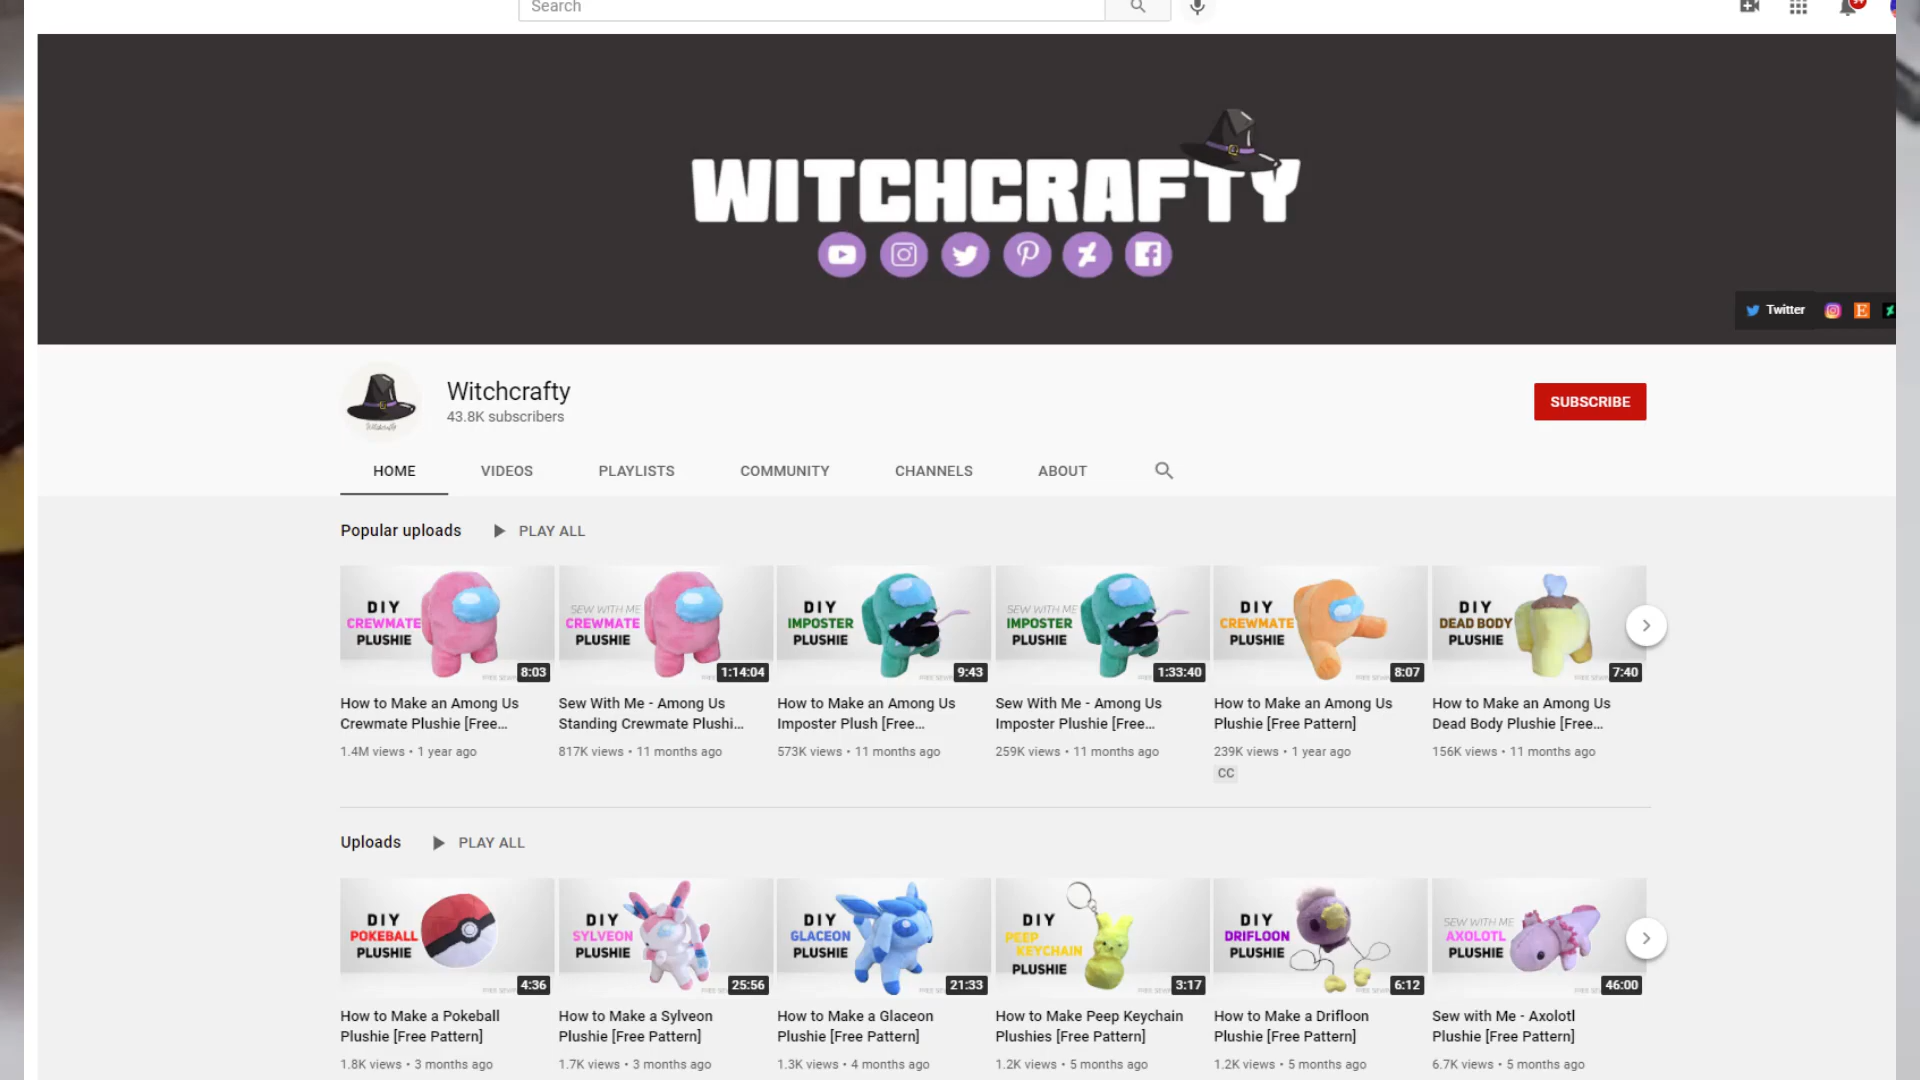 Search
9+
WITCHCRAFTY
Twitter
Witchcrafty
43.8K subscribers
SUBSCRIBE
HOME VIDEOS PLAYLISTS COMMUNITY CHANNELS ABOUT
Popular uploads PLAY ALL
DIY CREWMATE PLUSHIE 8:03
SEW WITH ME CREWMATE PLUSHIE 1:14:04
DIY IMPOSTER PLUSHIE 9:43
SEW WITH ME IMPOSTER PLUSHIE 1:33:40
DIY CREWMATE PLUSHIE 8:07
DIY DEAD BODY PLUSHIE 7:40
How to Make an Among Us
Crewmate Plushie [Free...
1.4M views • 1 year ago
Sew With Me - Among Us
Standing Crewmate Plushi...
817K views • 11 months ago
How to Make an Among Us
Imposter Plush [Free...
573K views • 11 months ago
Sew With Me - Among Us
Imposter Plushie [Free...
259K views • 11 months ago
How to Make an Among Us
Plushie [Free Pattern]
239K views • 1 year ago
CC
How to Make an Among Us
Dead Body Plushie [Free...
156K views • 11 months ago
Uploads PLAY ALL
DIY POKEBALL PLUSHIE 4:36
DIY SYLVEON PLUSHIE 25:56
DIY GLACEON PLUSHIE 21:33
DIY PEEP KEYCHAIN PLUSHIE 3:17
DIY DRIFLOON PLUSHIE 6:12
SEW WITH ME AXOLOTL PLUSHIE 46:00
How to Make a Pokeball
Plushie [Free Pattern]
1.8K views • 3 months ago
How to Make a Sylveon
Plushie [Free Pattern]
1.7K views • 3 months ago
How to Make a Glaceon
Plushie [Free Pattern]
1.3K views • 4 months ago
How to Make Peep Keychain
Plushies [Free Pattern]
1.2K views • 5 months ago
How to Make a Drifloon
Plushie [Free Pattern]
1.2K views • 5 months ago
Sew with Me - Axolotl
Plushie [Free Pattern]
6.7K views • 5 months ago